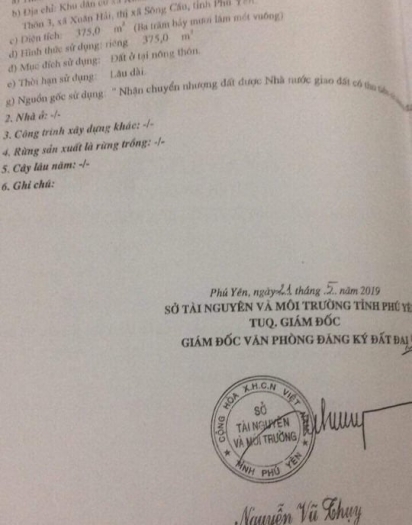 b) Địa chỉ: Khu dân cư
Thôn 3, xã Xuân Hải, thị xã Sông Cầu, tỉnh Phú Yên.
c) Diện tích: 375,0 m² (Ba trăm bảy mươi lăm mét vuông)
d) Hình thức sử dụng: riêng 375,0 m²
đ) Mục đích sử dụng: Đất ở tại nông thôn.
e) Thời hạn sử dụng: Lâu dài.
g) Nguồn gốc sử dụng: " Nhận chuyển nhượng đất được Nhà nước giao đất có thu tiền
2. Nhà ở: -/-
3. Công trình xây dựng khác: -/-
4. Rừng sản xuất là rừng trồng: -/-
5. Cây lâu năm: -/-
6. Ghi chú:
Phú Yên, ngày 21 tháng 5 năm 2019
SỞ TÀI NGUYÊN VÀ MÔI TRƯỜNG TỈNH PHÚ YÊ
TUQ. GIÁM ĐỐC
GIÁM ĐỐC VĂN PHÒNG ĐĂNG KÝ ĐẤT ĐAI
CỘNG HÒA X.H.C.N VIỆT NAM
SỞ
TÀI NGUYÊN
VÀ MÔI TRƯỜNG
TỈNH PHÚ YÊN
Nguyễn Vũ Thuy